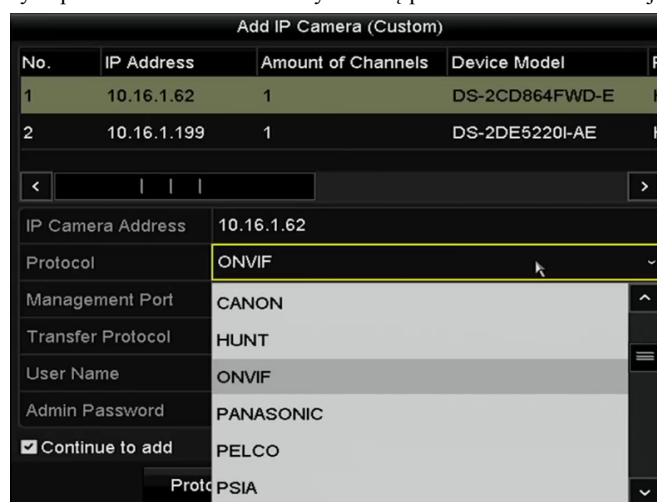 Add IP Camera (Custom)
No. IP Address Amount of Channels Device Model
1 10.16.1.62 1 DS-2CD864FWD-E
2 10.16.1.199 1 DS-2DE5220I-AE
IP Camera Address 10.16.1.62
Protocol ONVIF
Management Port CANON
Transfer Protocol HUNT
User Name ONVIF
Admin Password PANASONIC
Continue to add PELCO
PSIA